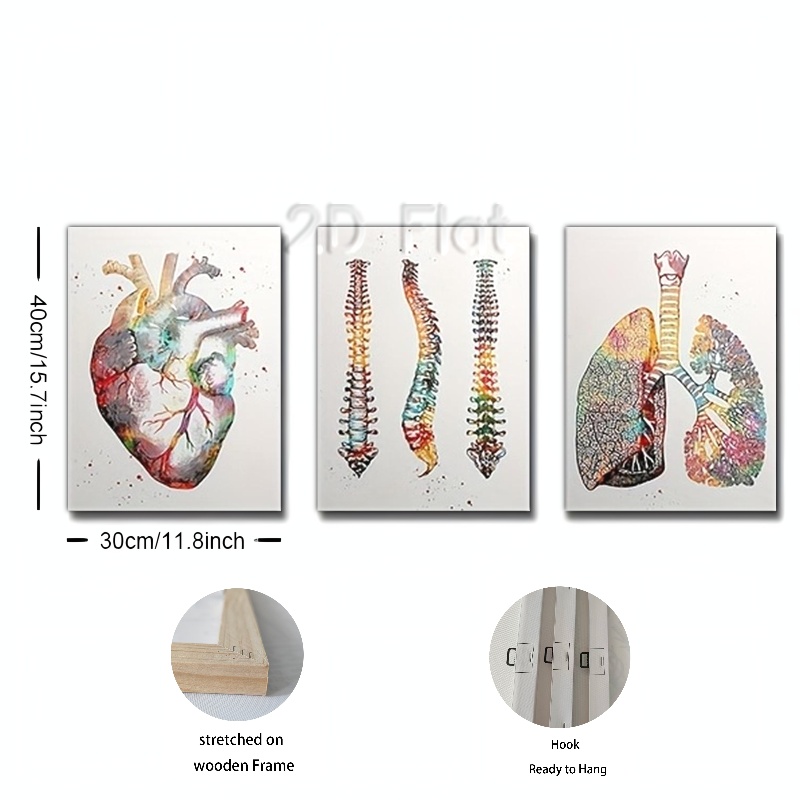 2D Flat
40cm/15.7inch
30cm/11.8inch
stretched on
wooden Frame
Hook
Ready to Hang